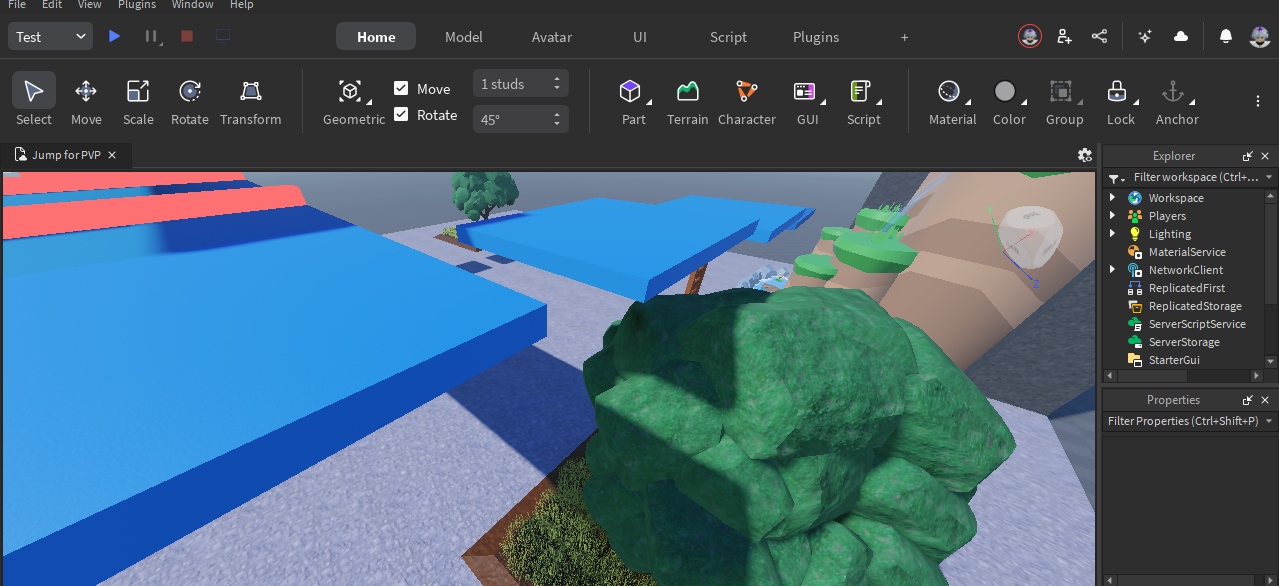 File Edit View Plugins Window Help
Test Home Model Avatar UI Script Plugins +
Select Move Scale Rotate Transform Geometric Move 1 studs Part Terrain Character GUI Script Material Color Group Lock Anchor
Rotate 45°
Jump for PVP
Explorer
Filter workspace (Ctrl+...
Workspace
Players
Lighting
MaterialService
NetworkClient
ReplicatedFirst
ReplicatedStorage
ServerScriptService
ServerStorage
StarterGui
Properties
Filter Properties (Ctrl+Shift+P)